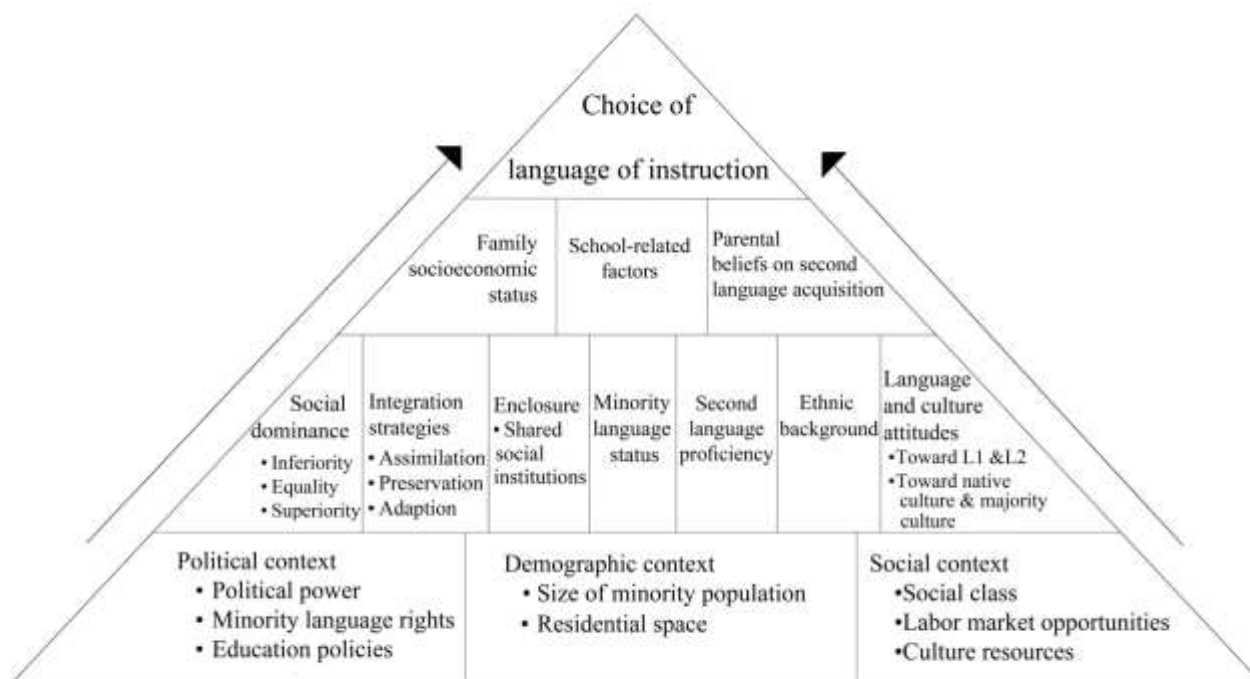 Choice of
language of instruction
Family
socioeconomic
status
School-related
factors
Parental
beliefs on second
language acquisition
Social
dominance
• Inferiority
• Equality
• Superiority
Integration
strategies
• Assimilation
• Preservation
• Adaption
Enclosure
• Shared
social
institutions
Minority
language
status
Second
language
proficiency
Ethnic
background
Language
and culture
attitudes
•Toward L1 &L2
•Toward native
culture & majority
culture
Political context
• Political power
• Minority language rights
• Education policies
Demographic context
• Size of minority population
• Residential space
Social context
•Social class
•Labor market opportunities
•Culture resources